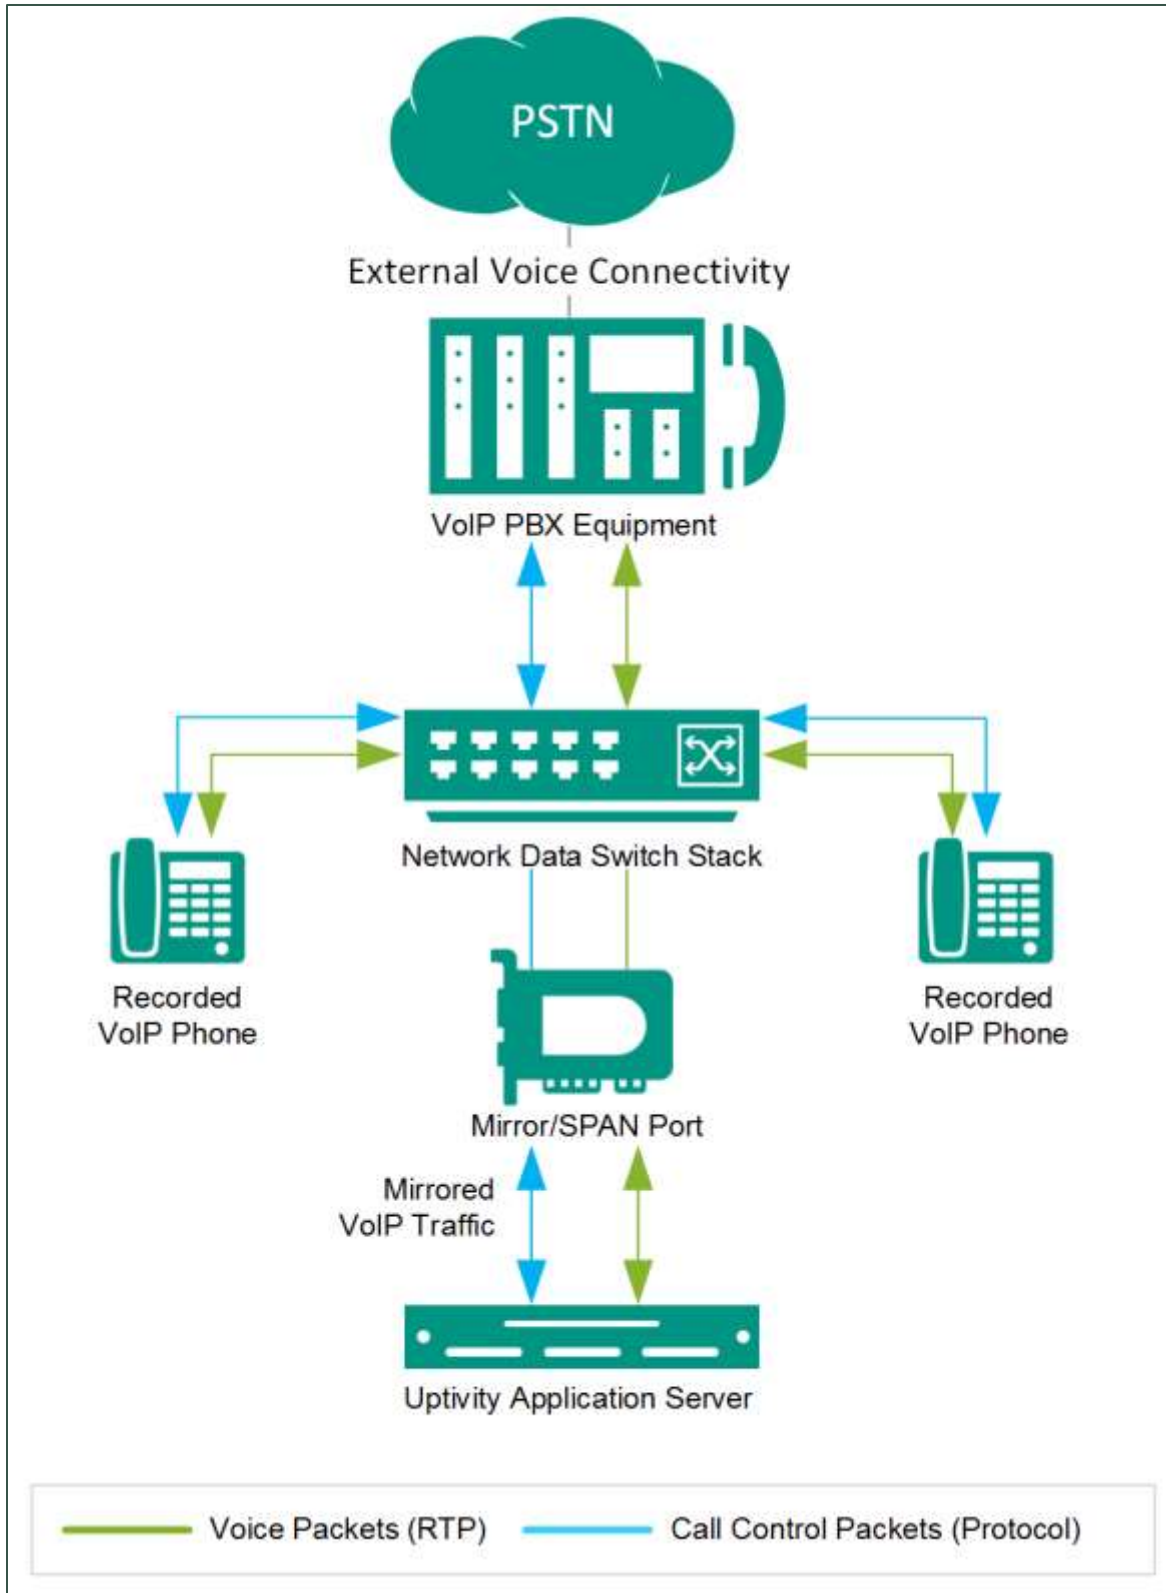 PSTN
External Voice Connectivity
VoIP PBX Equipment
Network Data Switch Stack
Recorded
VoIP Phone
Recorded
VoIP Phone
Mirror/SPAN Port
Mirrored
VoIP Traffic
Uptivity Application Server
Voice Packets (RTP)
Call Control Packets (Protocol)